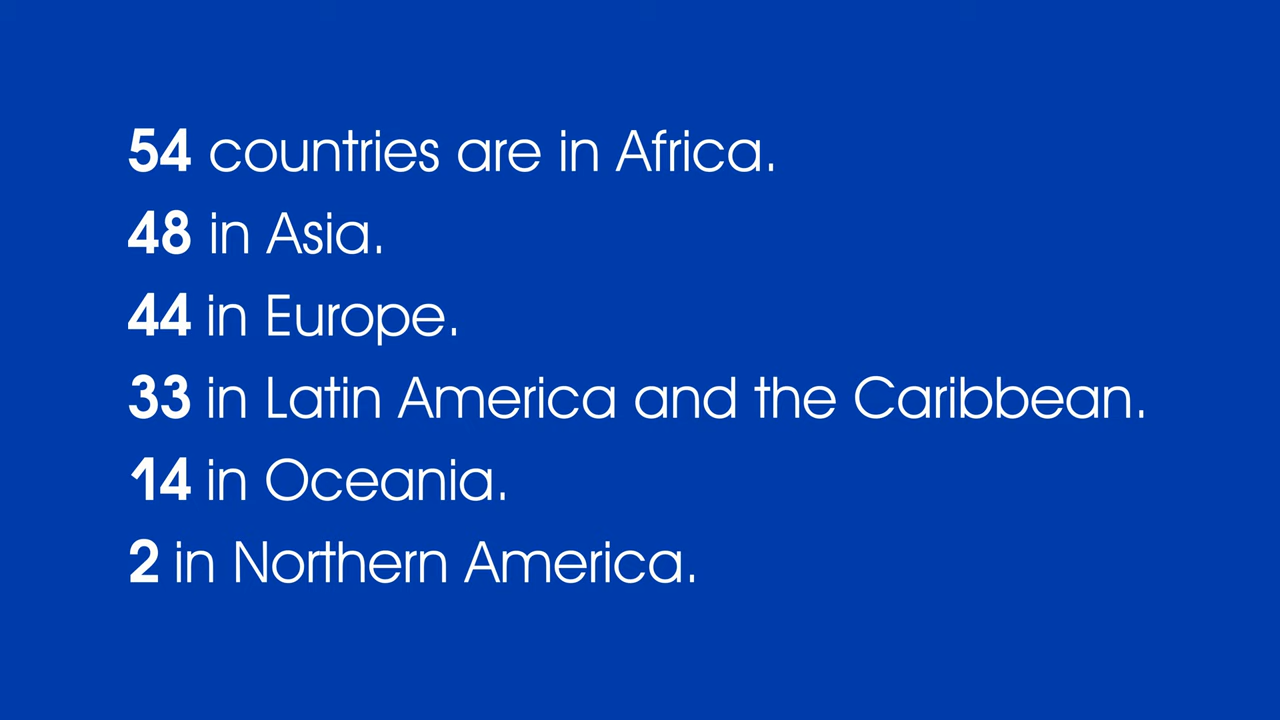 54 countries are in Africa.
48 in Asia.
44 in Europe.
33 in Latin America and the Caribbean.
14 in Oceania.
2 in Northern America.